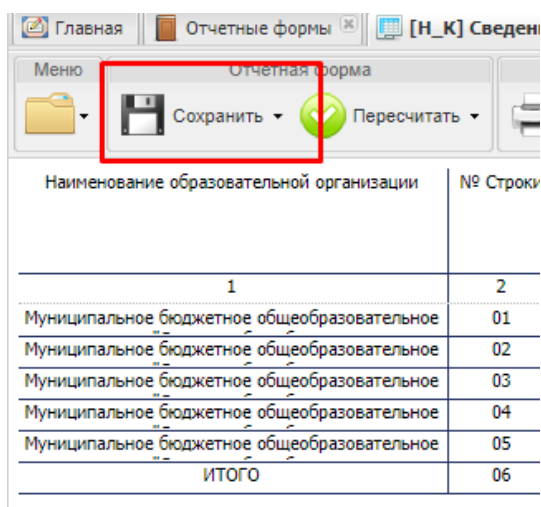 Главная Отчетные формы [Н_К] Сведен
Меню Отчетная форма
Сохранить Пересчитать
Наименование образовательной организации № Строки
1 2
Муниципальное бюджетное общеобразовательное 01
Муниципальное бюджетное общеобразовательное 02
Муниципальное бюджетное общеобразовательное 03
Муниципальное бюджетное общеобразовательное 04
Муниципальное бюджетное общеобразовательное 05
ИТОГО 06